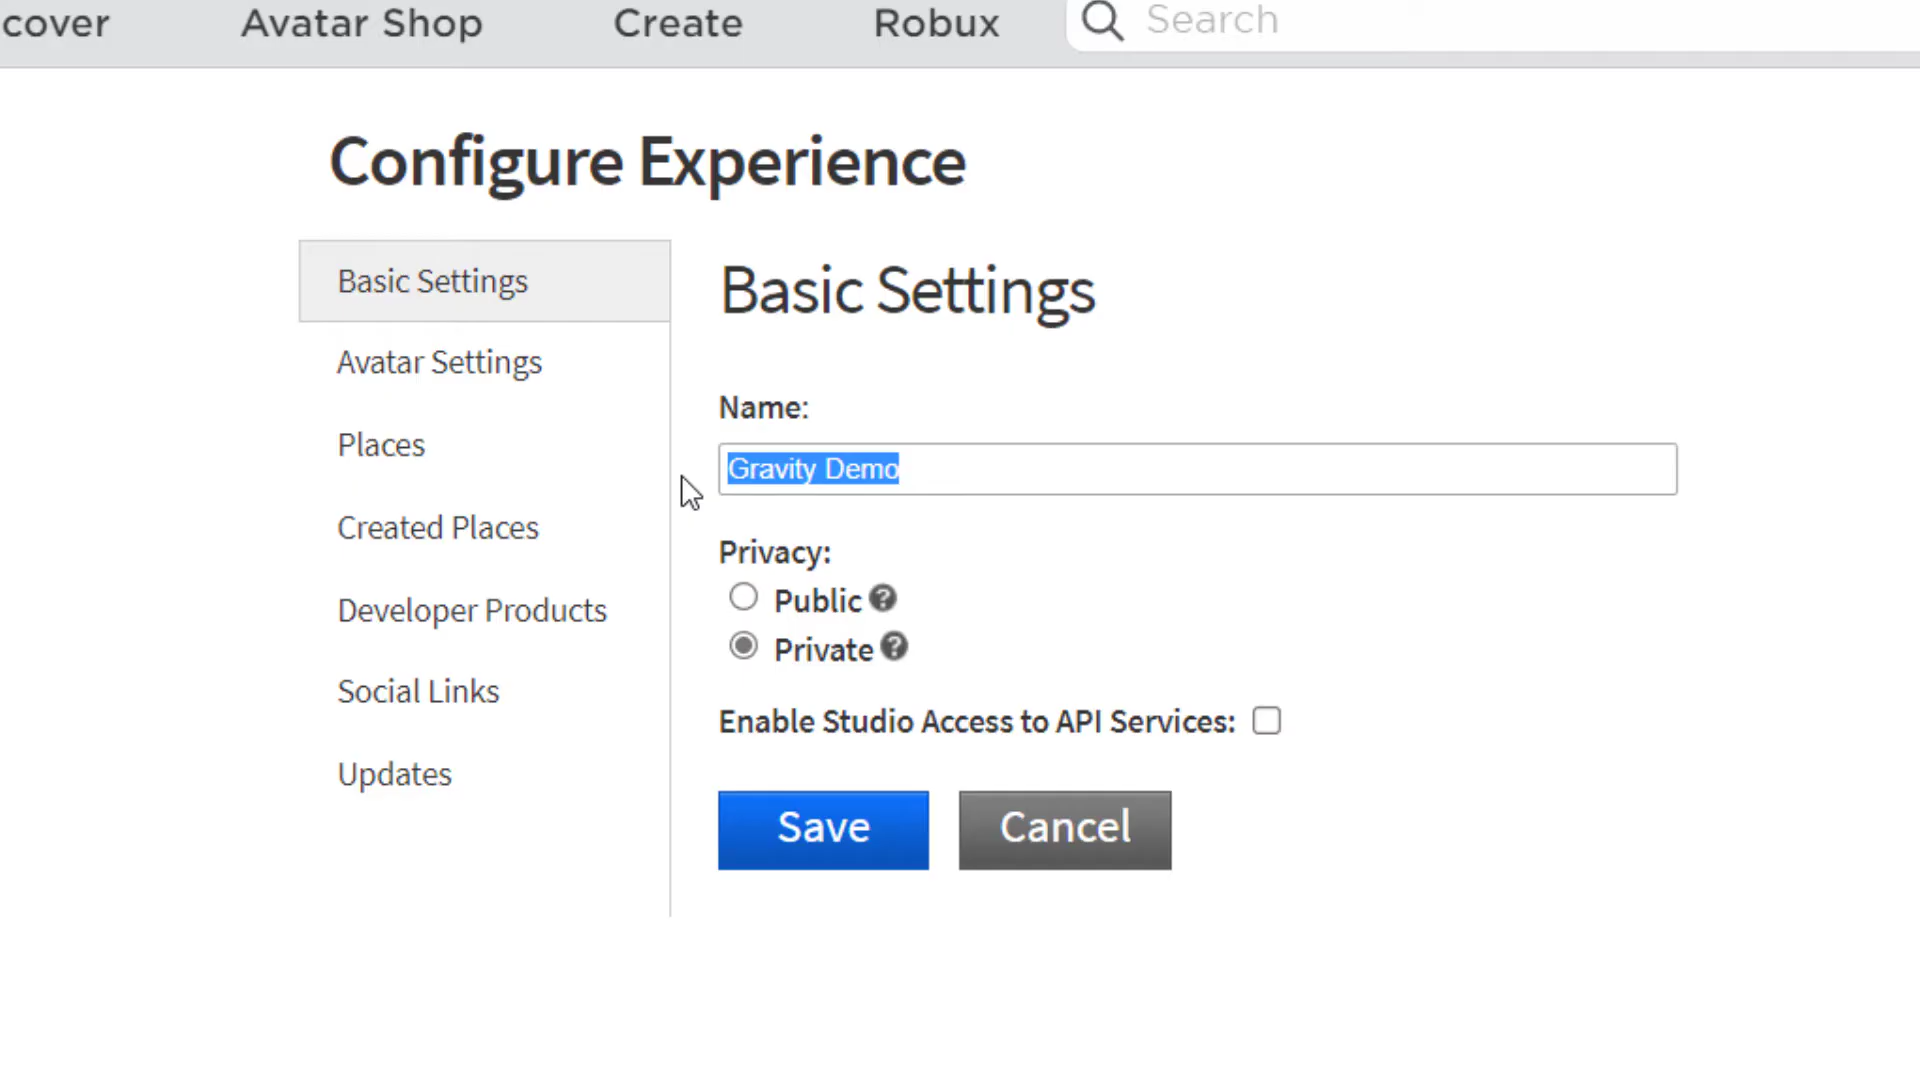 cover Avatar Shop Create Robux Search
Configure Experience
Basic Settings
Avatar Settings
Places
Created Places
Developer Products
Social Links
Updates
Basic Settings
Name:
Gravity Demo
Privacy:
Public ?
Private ?
Enable Studio Access to API Services:
Save Cancel